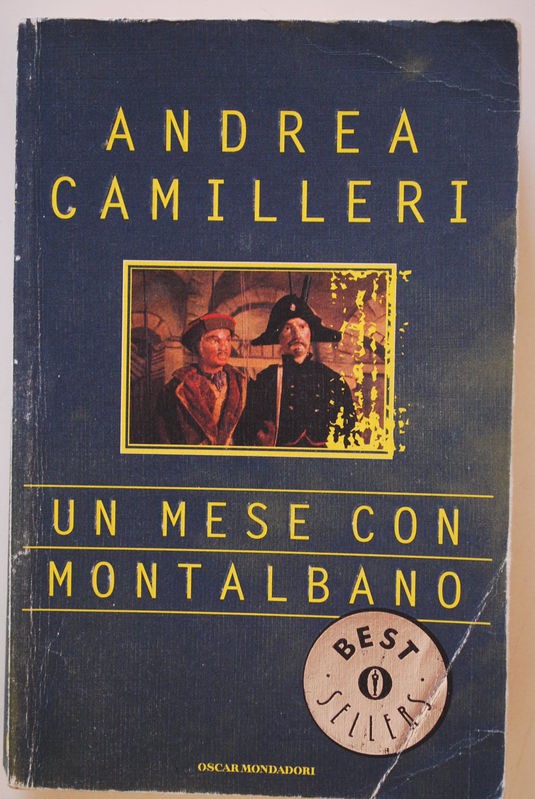 ANDREA
CAMILLERI
UN MESE CON
MONTALBANO
BEST
SELLERS
OSCAR MONDADORI